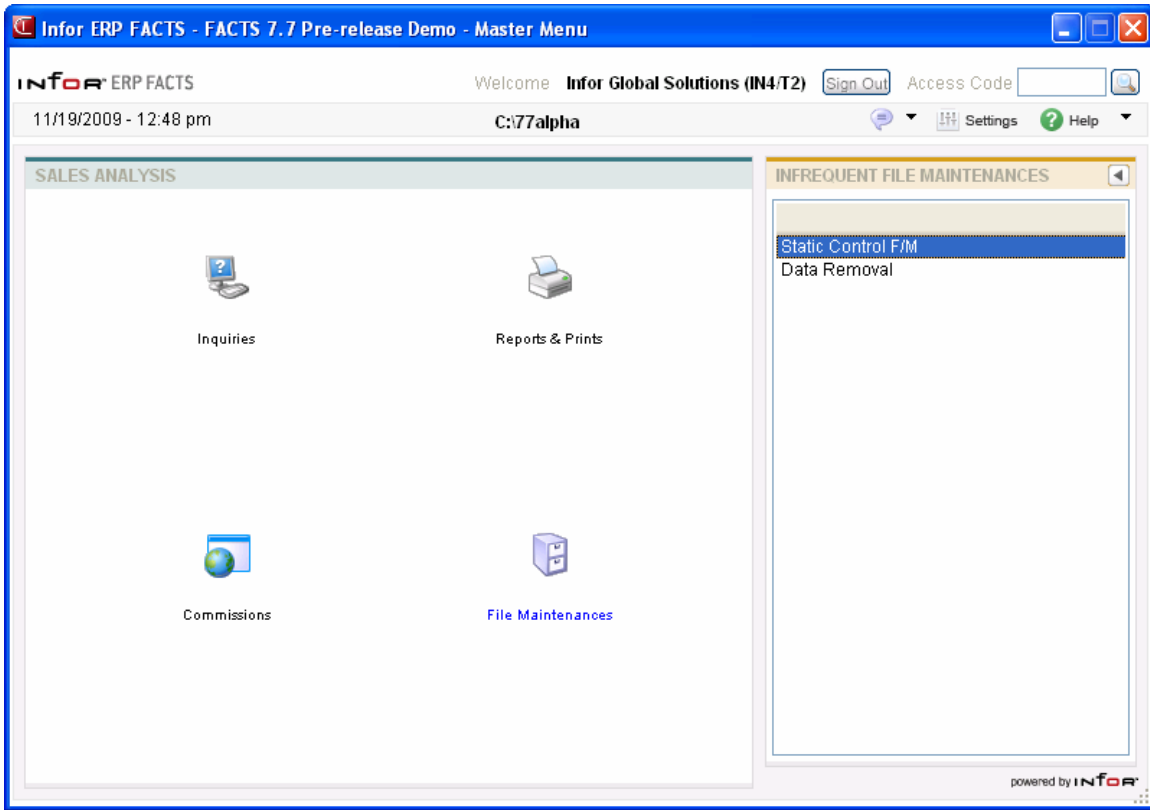 Infor ERP FACTS - FACTS 7.7 Pre-release Demo - Master Menu
infor ERP FACTS
Welcome Infor Global Solutions (IN4/T2) Sign Out Access Code
11/19/2009 - 12:48 pm C:\77alpha Settings ? Help
SALES ANALYSIS
INFREQUENT FILE MAINTENANCES
Static Control F/M
Data Removal
?
Inquiries
Reports & Prints
Commissions
File Maintenances
powered by infor